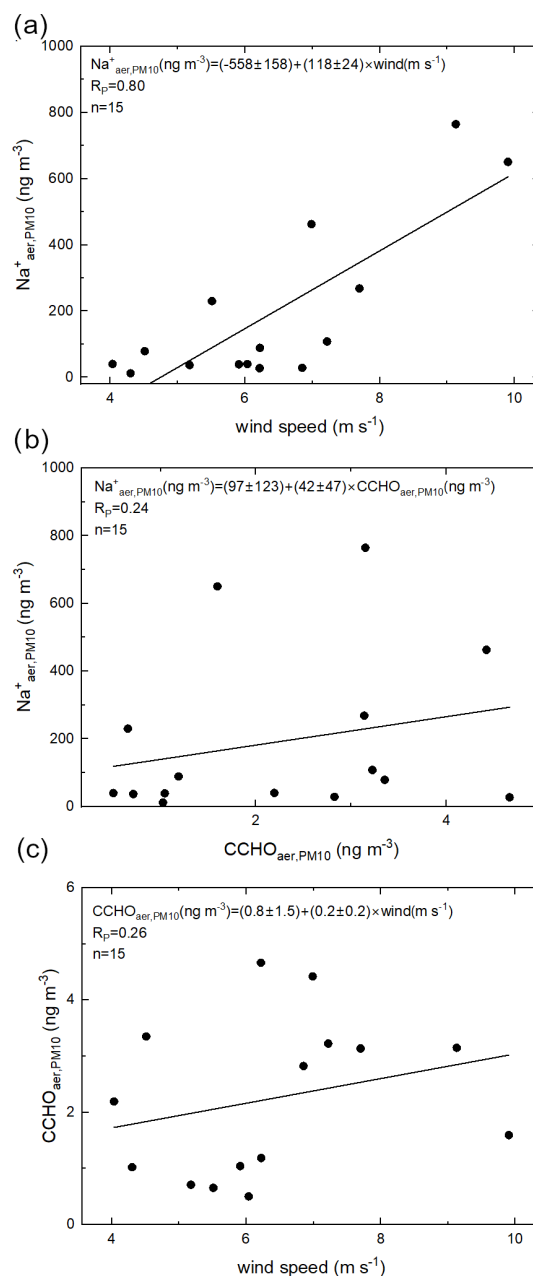 (a)
Na⁺aer,PM10(ng m⁻³)=(-558±158)+(118±24)×wind(m s⁻¹)
RP=0.80
n=15
1000
800
600
400
200
0
Na⁺aer,PM10 (ng m⁻³)
4 6 8 10
wind speed (m s⁻¹)
(b)
Na⁺aer,PM10(ng m⁻³)=(97±123)+(42±47)×CCHOaer,PM10(ng m⁻³)
RP=0.24
n=15
1000
800
600
400
200
0
Na⁺aer,PM10 (ng m⁻³)
2 4
CCHOaer,PM10 (ng m⁻³)
(c)
CCHOaer,PM10(ng m⁻³)=(0.8±1.5)+(0.2±0.2)×wind(m s⁻¹)
RP=0.26
n=15
6
4
2
0
CCHOaer,PM10 (ng m⁻³)
4 6 8 10
wind speed (m s⁻¹)